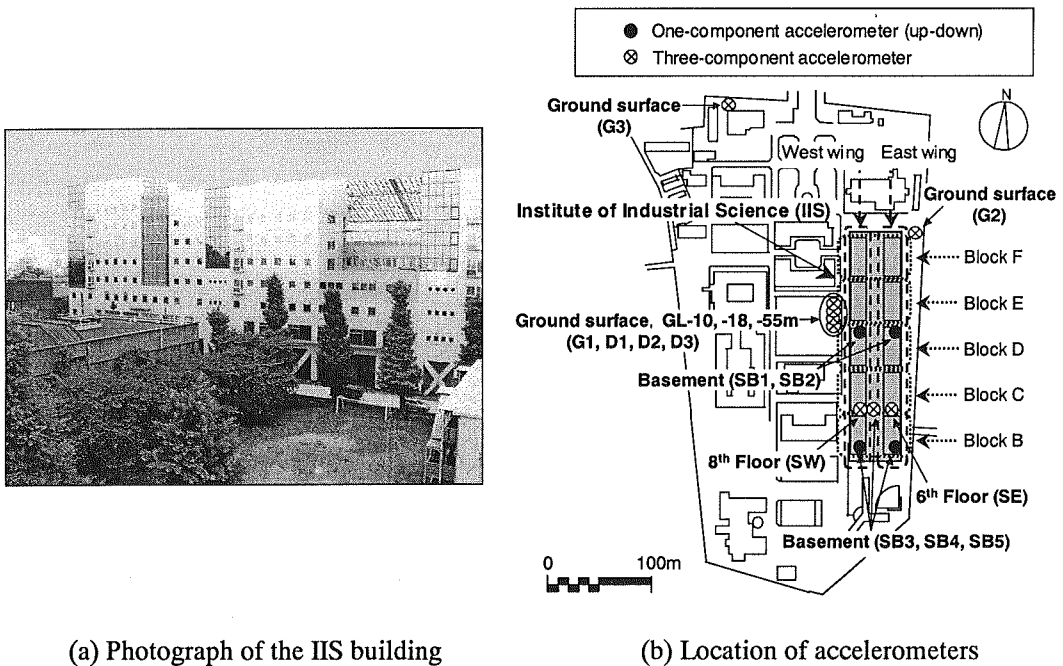 One-component accelerometer (up-down)
Three-component accelerometer
N
Ground surface
(G3)
West wing East wing
Ground surface
(G2)
Institute of Industrial Science (IIS)
Block F
Block E
Ground surface, GL-10, -18, -55m
(G1, D1, D2, D3)
Block D
Basement (SB1, SB2)
Block C
Block B
8th Floor (SW)
6th Floor (SE)
Basement (SB3, SB4, SB5)
0 100m
(a) Photograph of the IIS building
(b) Location of accelerometers